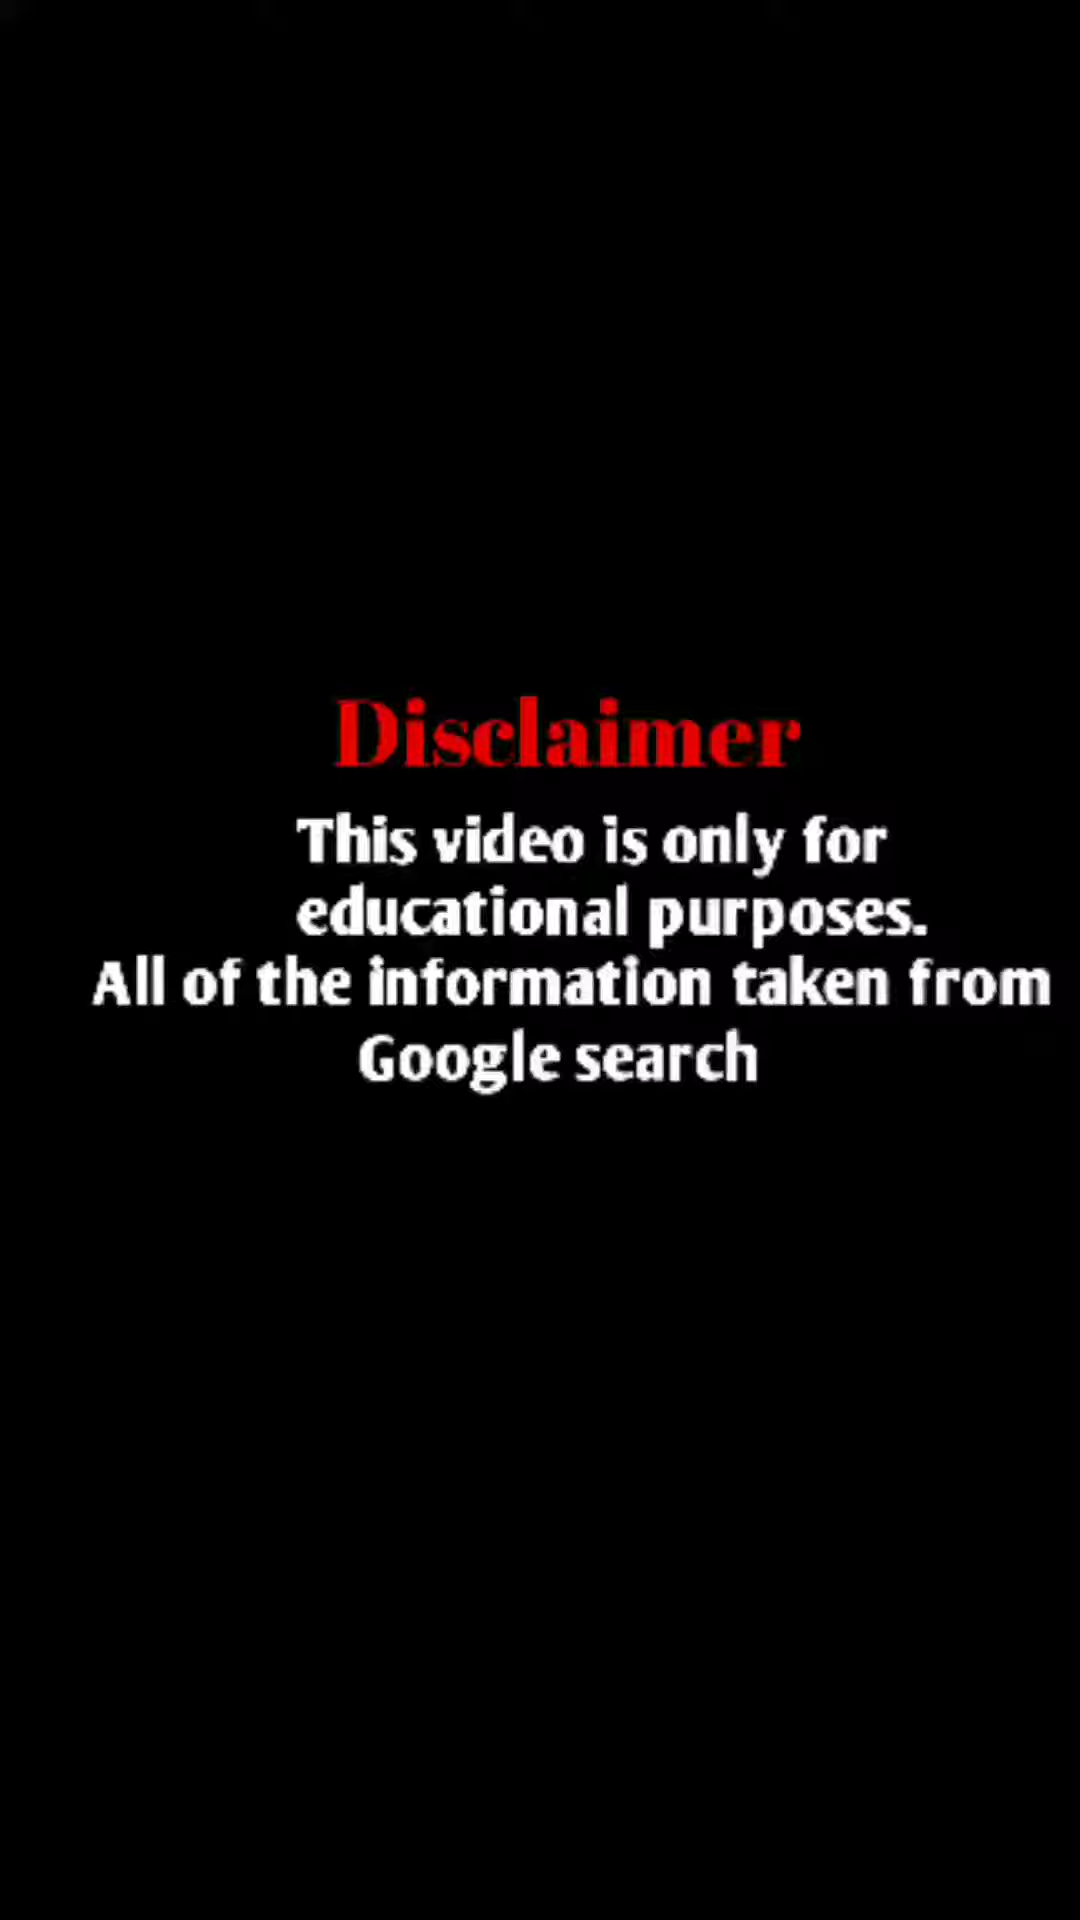 Disclaimer
This video is only for
educational purposes.
All of the information taken from
Google search